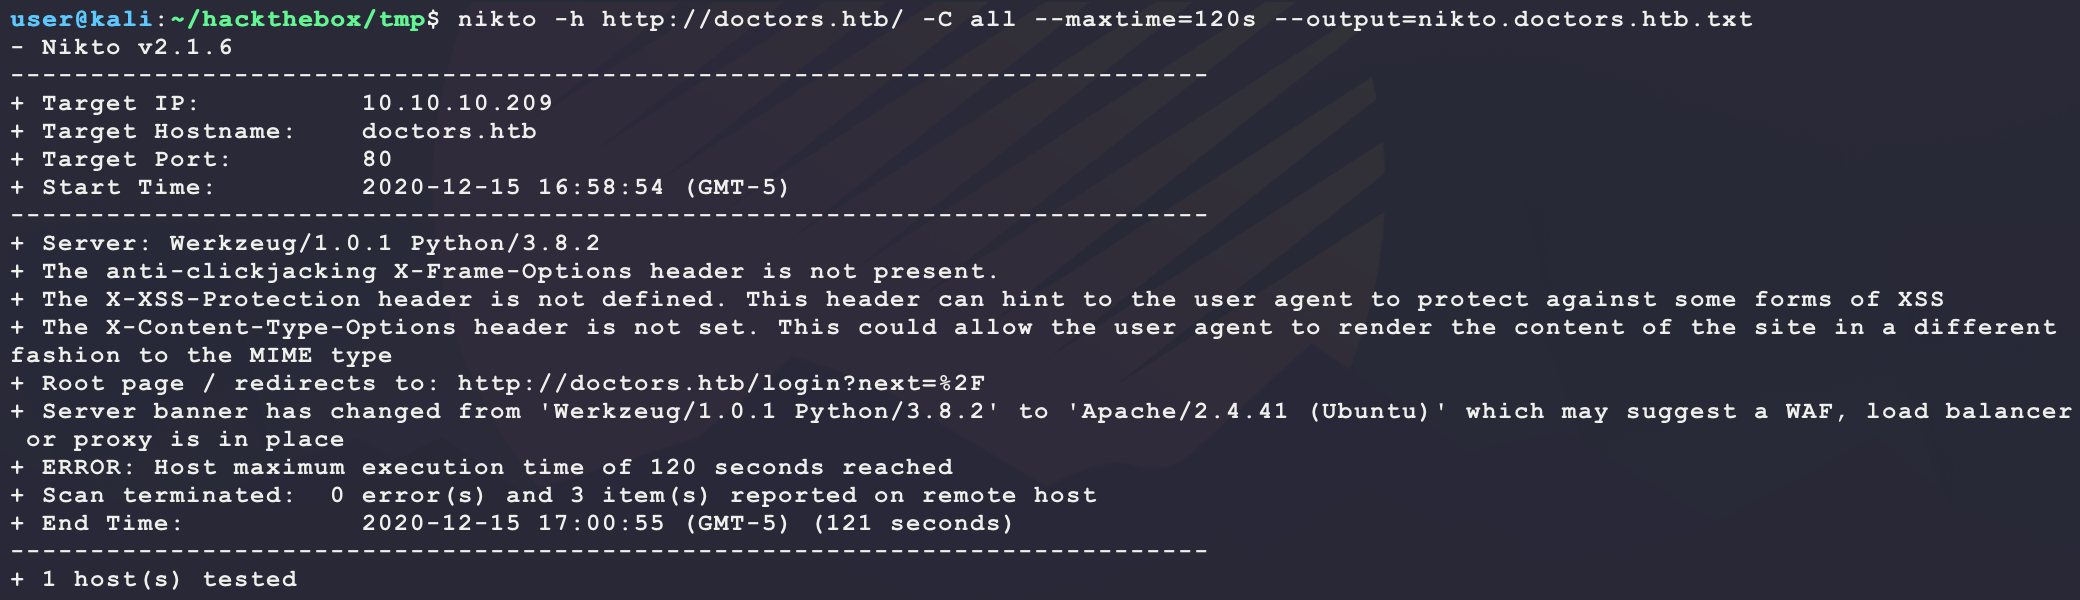 user@kali:~/hackthebox/tmp$ nikto -h http://doctors.htb/ -C all --maxtime=120s --output=nikto.doctors.htb.txt
- Nikto v2.1.6
---------------------------------------------------------------------------
+ Target IP:          10.10.10.209
+ Target Hostname:    doctors.htb
+ Target Port:        80
+ Start Time:         2020-12-15 16:58:54 (GMT-5)
---------------------------------------------------------------------------
+ Server: Werkzeug/1.0.1 Python/3.8.2
+ The anti-clickjacking X-Frame-Options header is not present.
+ The X-XSS-Protection header is not defined. This header can hint to the user agent to protect against some forms of XSS
+ The X-Content-Type-Options header is not set. This could allow the user agent to render the content of the site in a different
fashion to the MIME type
+ Root page / redirects to: http://doctors.htb/login?next=%2F
+ Server banner has changed from 'Werkzeug/1.0.1 Python/3.8.2' to 'Apache/2.4.41 (Ubuntu)' which may suggest a WAF, load balancer
 or proxy is in place
+ ERROR: Host maximum execution time of 120 seconds reached
+ Scan terminated:  0 error(s) and 3 item(s) reported on remote host
+ End Time:           2020-12-15 17:00:55 (GMT-5) (121 seconds)
---------------------------------------------------------------------------
+ 1 host(s) tested